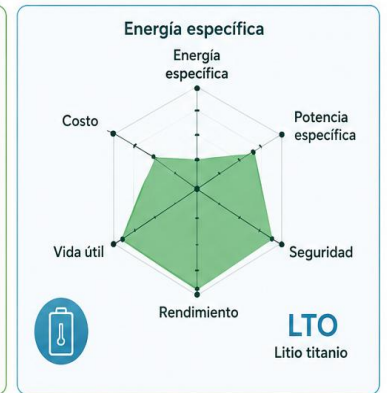 Energía específica
Energía
específica
Costo
Potencia
específica
Vida útil
Seguridad
Rendimiento
LTO
Litio titanio